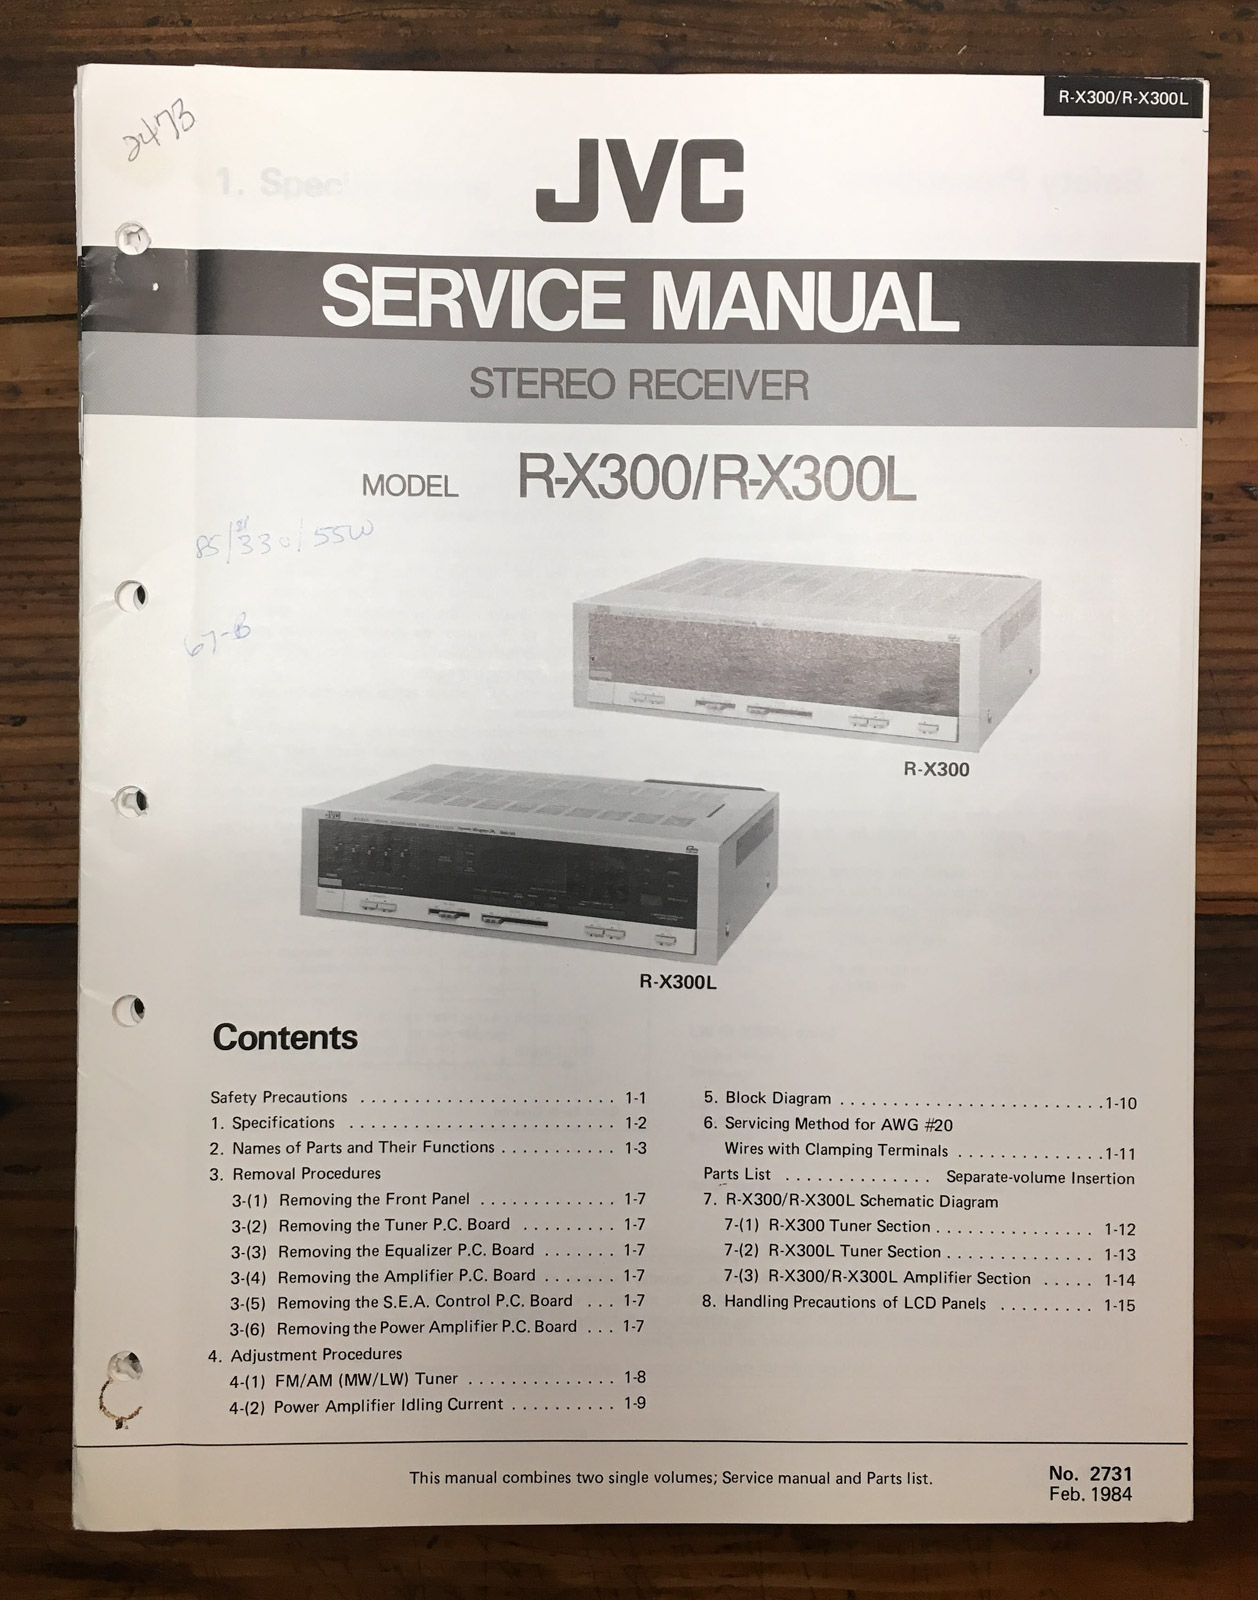 R-X300/R-X300L
2473
JVC
SERVICE MANUAL
STEREO RECEIVER
MODEL R-X300/R-X300L
85/330/55W
67-B
R-X300
JVC
R-X300L
Contents
Safety Precautions . . . . . . . . . . . . . . . . . . . . . . . . 1-1
1. Specifications . . . . . . . . . . . . . . . . . . . . . . . . . 1-2
2. Names of Parts and Their Functions . . . . . . . . . . . 1-3
3. Removal Procedures
3-(1) Removing the Front Panel . . . . . . . . . . . . . 1-7
3-(2) Removing the Tuner P.C. Board . . . . . . . . . 1-7
3-(3) Removing the Equalizer P.C. Board . . . . . . . 1-7
3-(4) Removing the Amplifier P.C. Board . . . . . . . 1-7
3-(5) Removing the S.E.A. Control P.C. Board . . . 1-7
3-(6) Removing the Power Amplifier P.C. Board . . . 1-7
4. Adjustment Procedures
4-(1) FM/AM (MW/LW) Tuner . . . . . . . . . . . . . . 1-8
4-(2) Power Amplifier Idling Current . . . . . . . . . . 1-9
5. Block Diagram . . . . . . . . . . . . . . . . . . . . . . . . . 1-10
6. Servicing Method for AWG #20
Wires with Clamping Terminals . . . . . . . . . . . . . . 1-11
Parts List . . . . . . . . . . . . . . Separate-volume Insertion
7. R-X300/R-X300L Schematic Diagram
7-(1) R-X300 Tuner Section . . . . . . . . . . . . . . . 1-12
7-(2) R-X300L Tuner Section . . . . . . . . . . . . . . 1-13
7-(3) R-X300/R-X300L Amplifier Section . . . . . 1-14
8. Handling Precautions of LCD Panels . . . . . . . . . 1-15
This manual combines two single volumes; Service manual and Parts list.
No. 2731
Feb. 1984